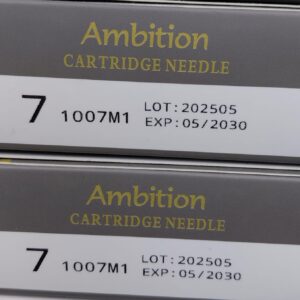 Ambition
CARTRIDGE NEEDLE
7 1007M1 LOT:202505
EXP:05/2030
Ambition
CARTRIDGE NEEDLE
7 1007M1 LOT:202505
EXP:05/2030